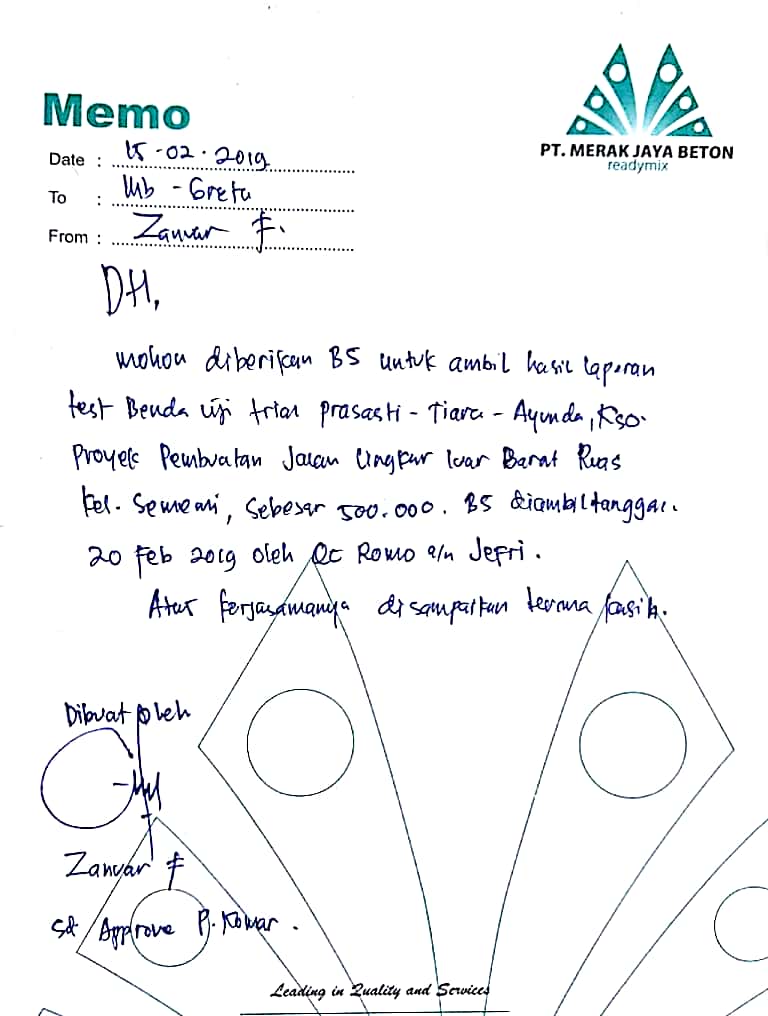 Memo
PT. MERAK JAYA BETON
readymix
Date : 15-02-2019
To : Mb - Greta
From : Zanuar F.
DH,
Mohon diberikan BS untuk ambil hasil laporan
test Benda uji trial Prasasti - Tiara - Ayunda, KSO.
Proyek Pembuatan Jalan Lingkar luar Barat Ruas
Kel. Sememi, Sebesar 500.000. BS diambil tanggal.
20 Feb 2019 oleh QC Romo a/n Jefri.
Atas kerjasamanya disampaikan terima kasih.
Dibuat oleh
Zanuar F
Sd Approve P. Kowar.
Leading in Quality and Services